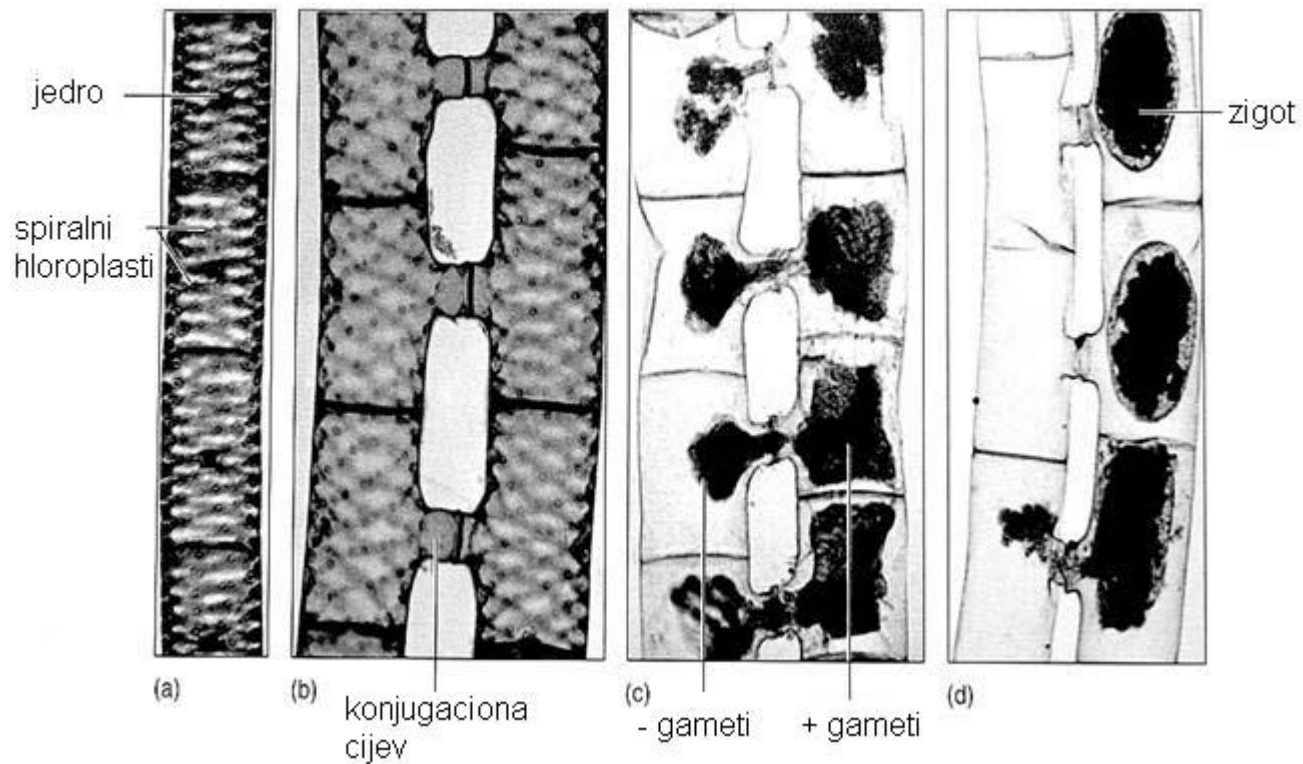 jedro
spiralni
hloroplasti
zigot
(a)
(b)
(c)
(d)
konjugaciona
cijev
- gameti
+ gameti